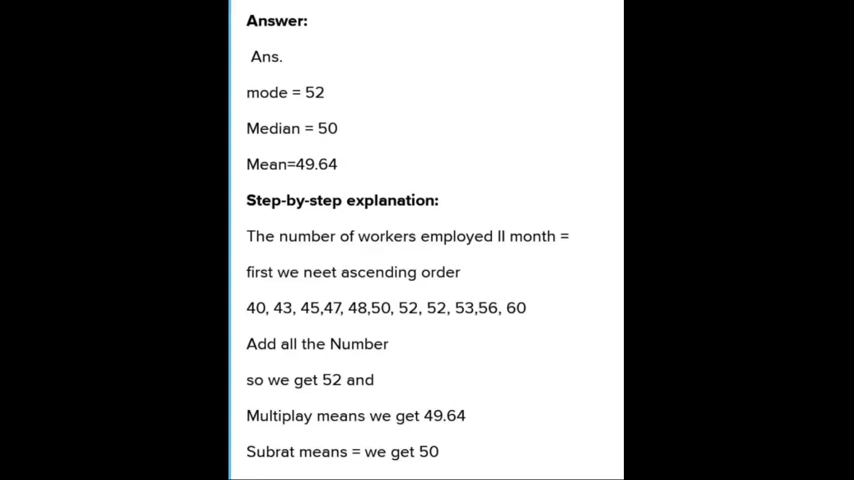 Answer:
Ans.
mode = 52
Median = 50
Mean=49.64
Step-by-step explanation:
The number of workers employed II month =
first we neet ascending order
40, 43, 45,47, 48,50, 52, 52, 53,56, 60
Add all the Number
so we get 52 and
Multiplay means we get 49.64
Subrat means = we get 50